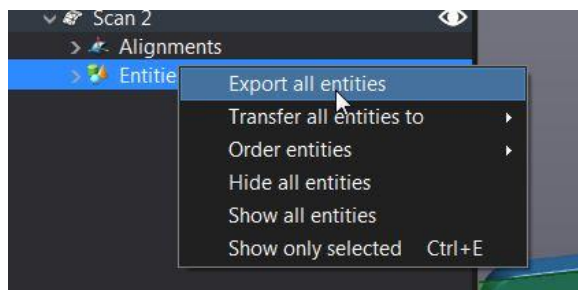 Scan 2
Alignments
Entitie
Export all entities
Transfer all entities to
Order entities
Hide all entities
Show all entities
Show only selected Ctrl+E